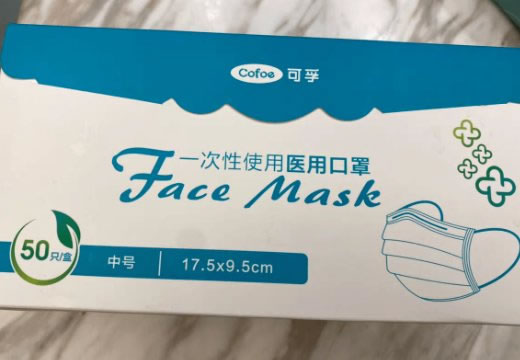 Cofoe 可孚
一次性使用医用口罩
Face Mask
50只/盒
中号 | 17.5x9.5cm